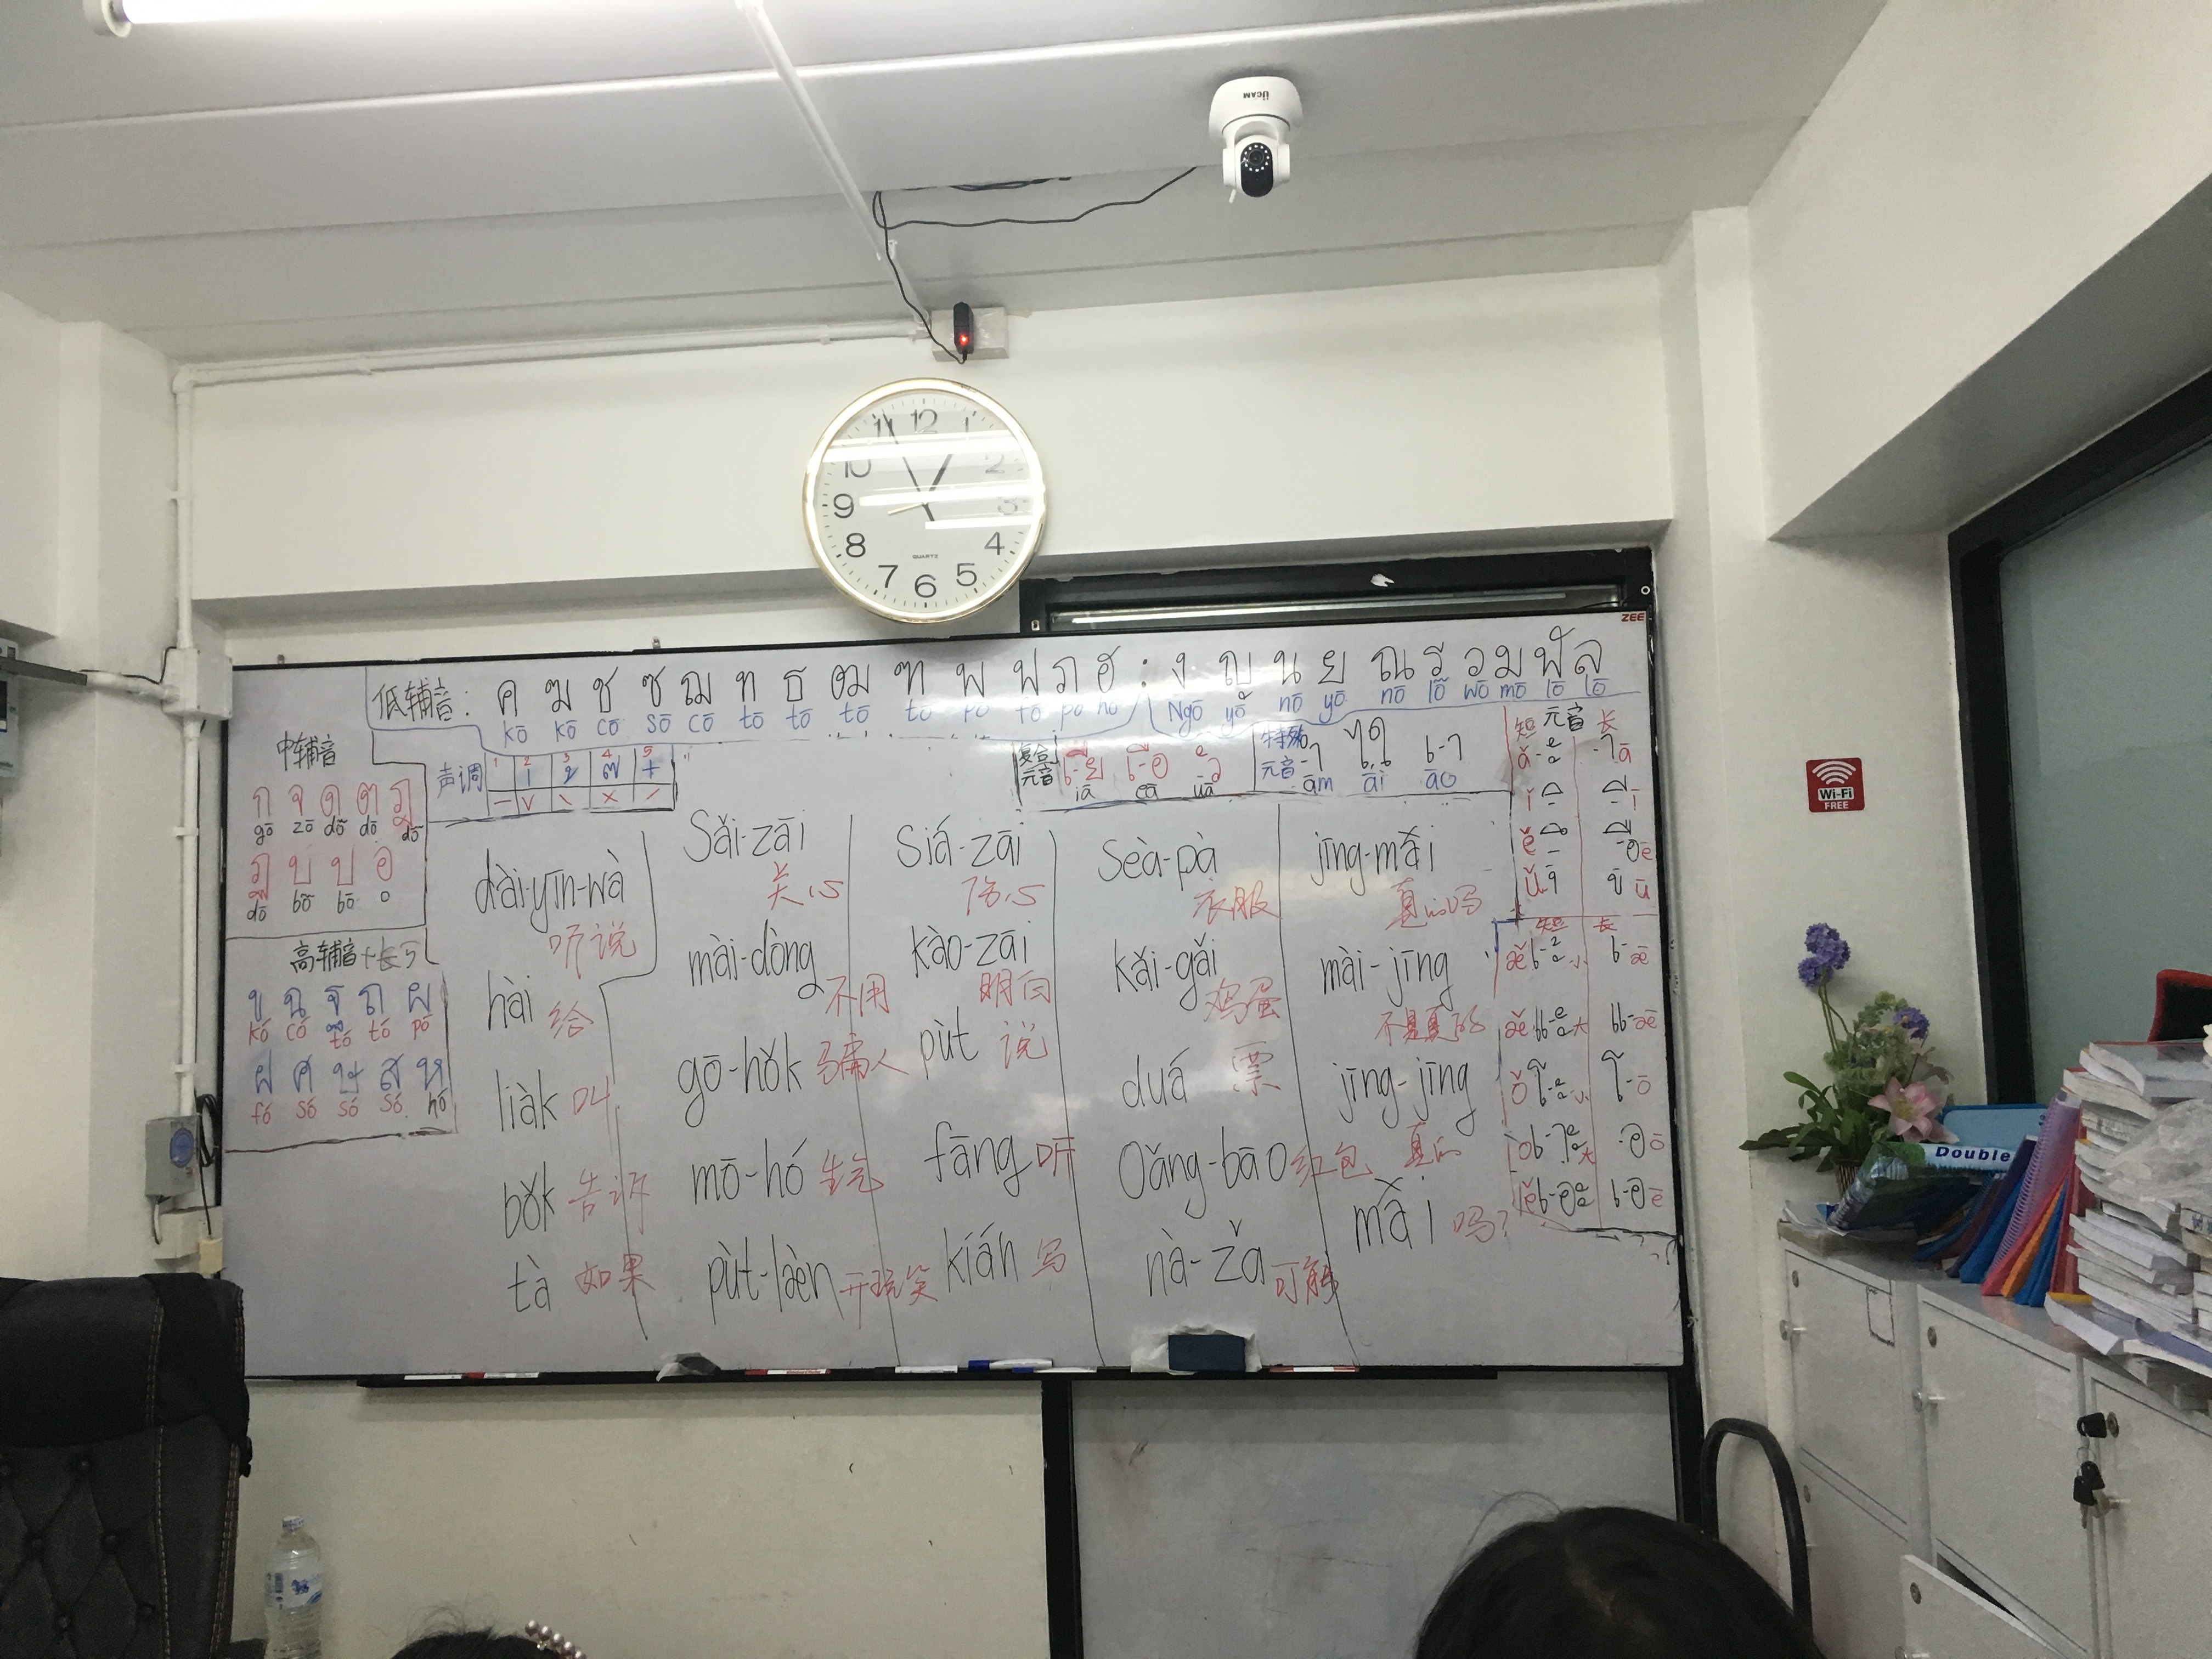 ÜCAM
12
1
2
3
4
5
6
7
8
9
10
11
QUARTZ
ZEE
低辅音: ค ฆ ช ซ ฌ ท ธ ฒ ฑ พ ฟ ภ ฮ : ง ญ น ย ณ ร ว ม ฬ ล
kō kō cō sō cō tō tō tō tō pō fō pō hō Ngō yō nō yō nō lō wō mō lō lō
中辅音
ก จ ด ต ฎ
gō zō dō dō dō
ฏ บ ป อ
dō bō bō o
高辅音+长ร์
ข ฉ ฐ ถ ผ
kó có tó tó pó
ฝ ศ ษ ส ห
fó só só só hó
声调
1 2 3 4 5
复合元音
เ-ีย เ-ือ -ัว
iā eā uā
特殊元音
-ำ ไ ใ เ-า
ām āi āo
短 元音 长
ǎ -ะ -า ā
ǐ -ิ -ี ī
ě -ึ -ือ ē
ǔ -ุ -ู ū
短 长
æě เ-ะ小 เ- æē
æě แ-ะ大 แ- æē
ǒ โ-ะ小 โ- ō
เ-าะ大 -อ ō
เ-อะ เ-อ ē
dài-yīn-wà
听说
hài 给
liàk 叫
bǒk 告诉
tà 如果
Sǎi-zāi
关心
mài-dòng
不用
gō-hǒk 骗人
mō-hó 生气
pùt-lèn 开玩笑
Siá-zāi
伤心
kào-zāi
明白
pùt 说
fāng 听
kián 写
Seà-pà
衣服
kǎi-gǎi
鸡蛋
duá 票
Oǎng-bāo 红包
nà-zǎ 可能
jīng-mǎi
真的吗
mài-jīng
不是真的
jīng-jīng
真的
mǎi 吗?
Wi-Fi
FREE
Double